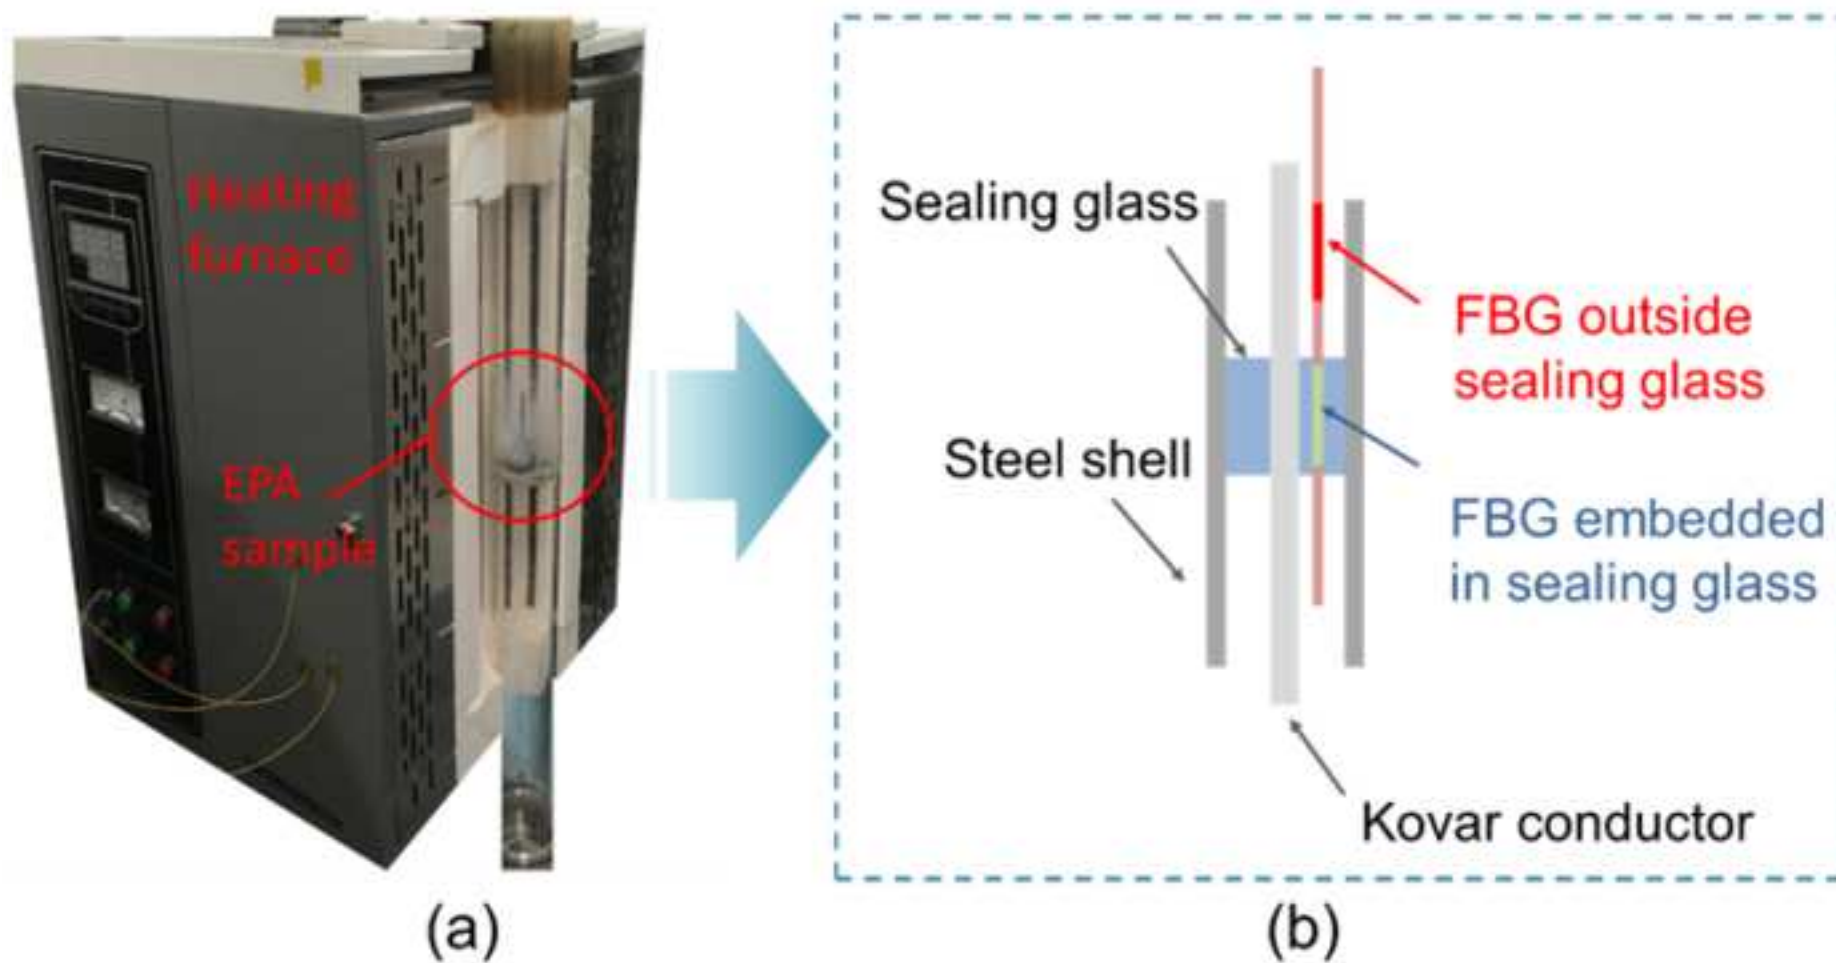 Heating
furnace
EPA
sample
(a)
Sealing glass
FBG outside
sealing glass
Steel shell
FBG embedded
in sealing glass
Kovar conductor
(b)